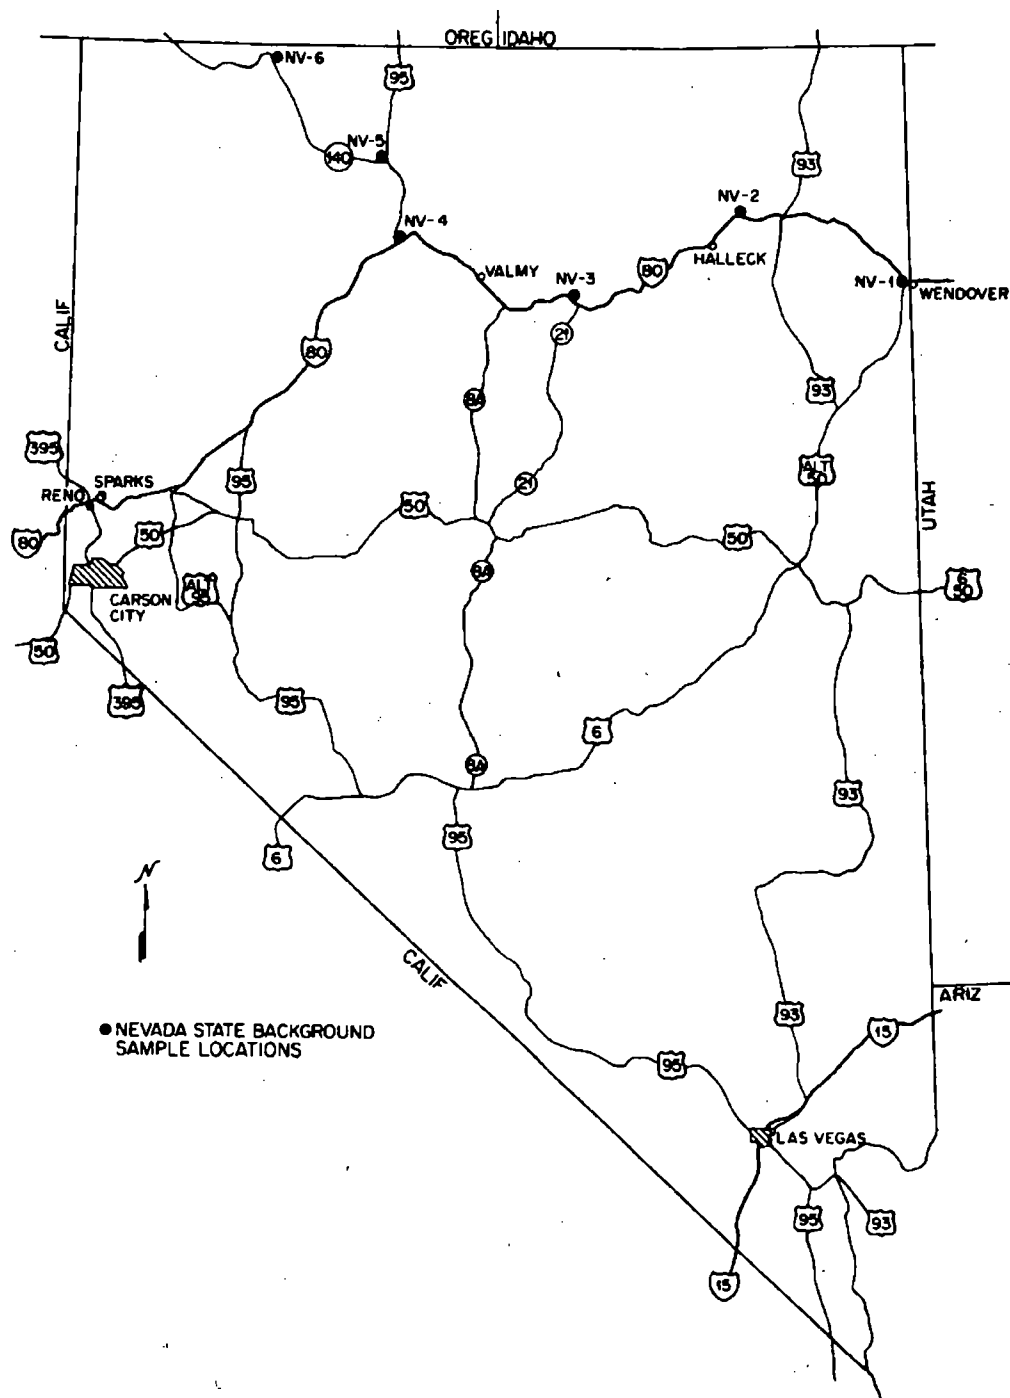 OREG IDAHO
NV-6
95
NV-5
140
93
NV-2
NV-4
HALLECK
VALMY
NV-3
80
NV-1
WENDOVER
21
CALIF
80
93
8A
395
SPARKS
95
ALT
50
RENO
21
50
UTAH
80
50
50
8A
ALT
95
6
50
CARSON
CITY
50
395
95
6
8A
93
95
6
N
CALIF
ARIZ
93
15
NEVADA STATE BACKGROUND
SAMPLE LOCATIONS
95
LAS VEGAS
95
93
15